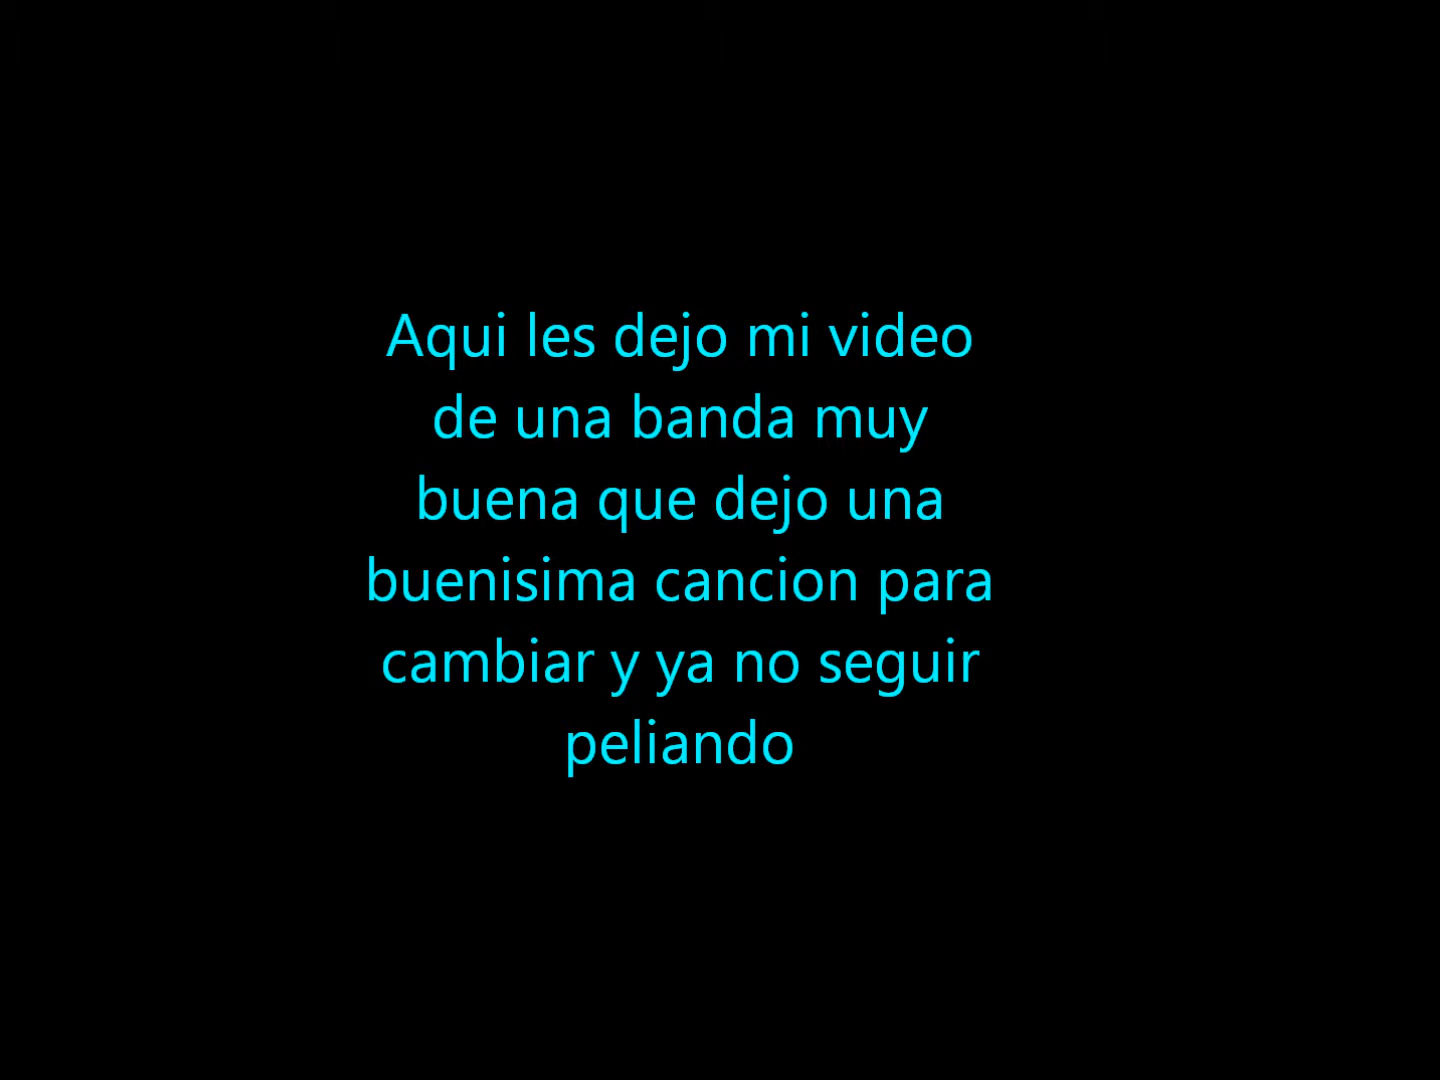 Aqui les dejo mi video
de una banda muy
buena que dejo una
buenisima cancion para
cambiar y ya no seguir
peliando